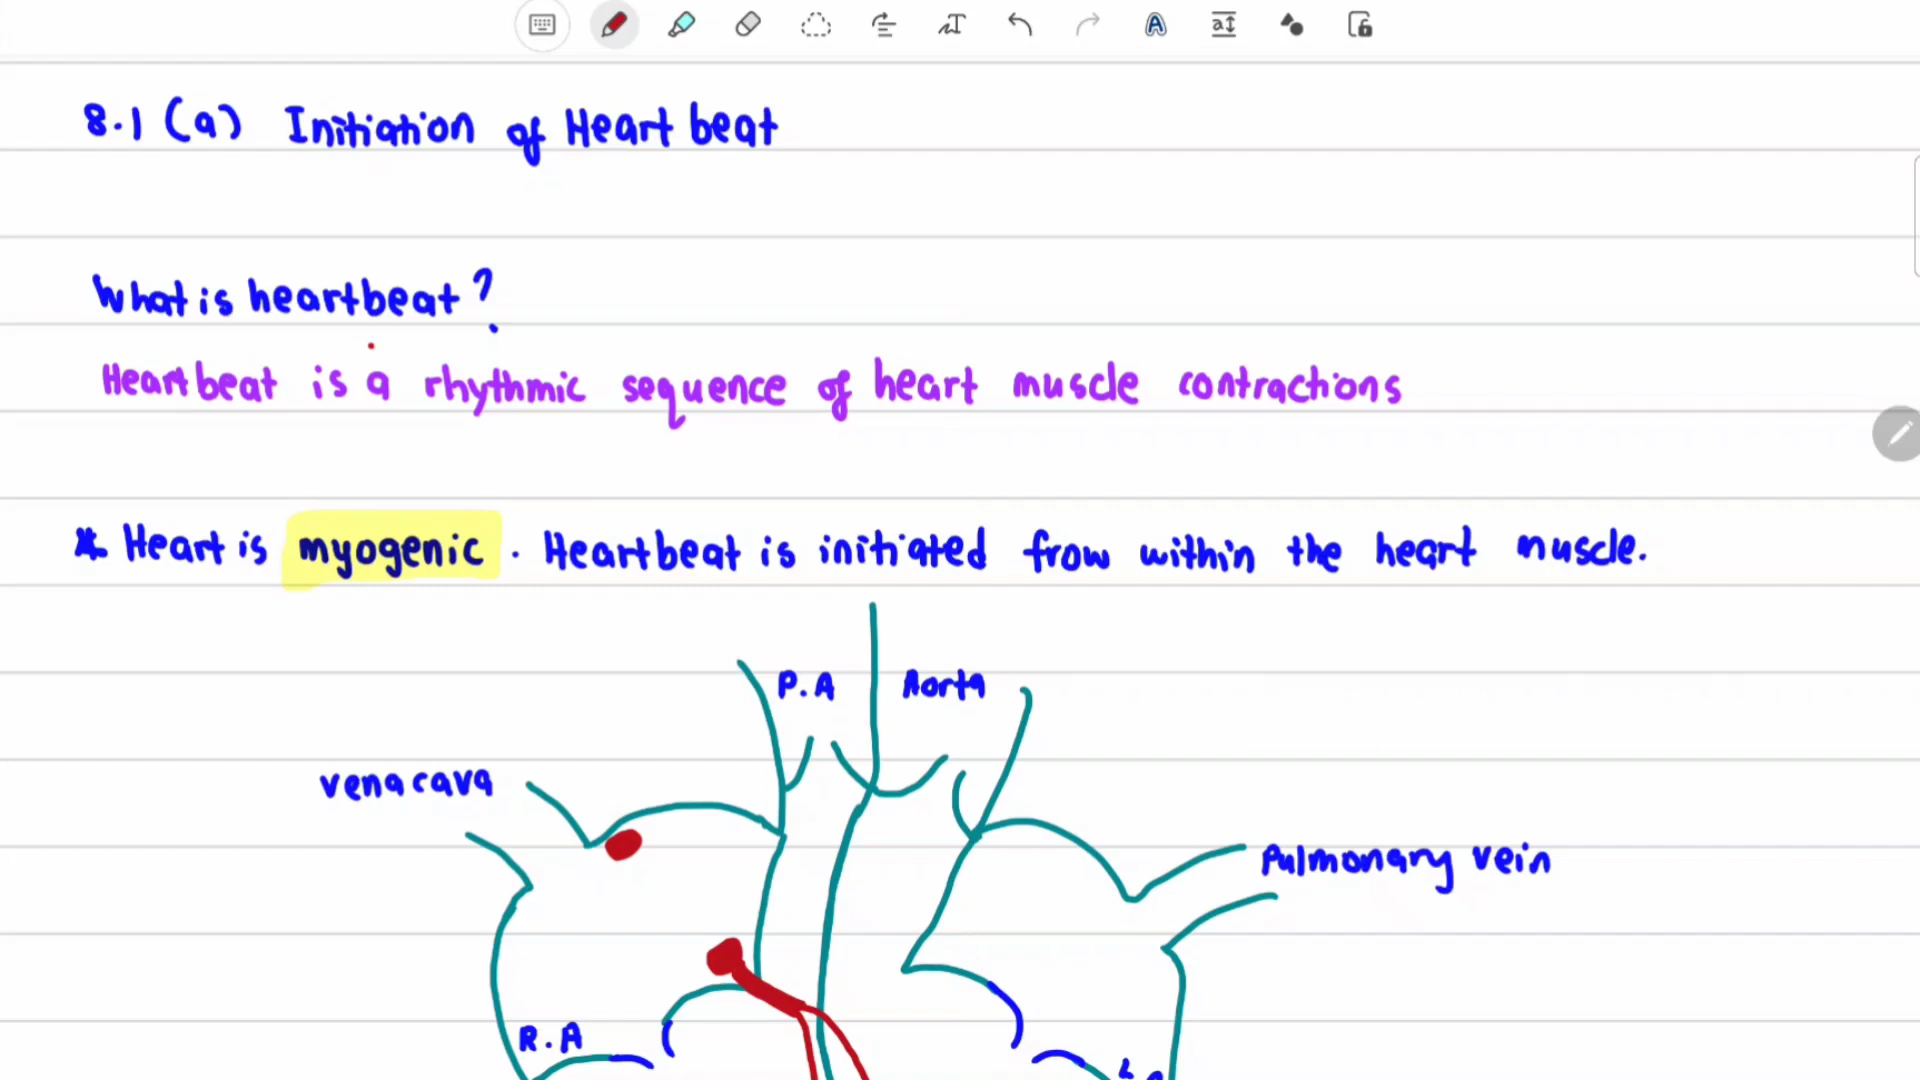 8.1 (a) Initiation of Heart beat
What is heartbeat?
Heartbeat is a rhythmic sequence of heart muscle contractions
* Heart is myogenic. Heartbeat is initiated from within the heart muscle.
P.A Aorta
vena cava
Pulmonary vein
R.A